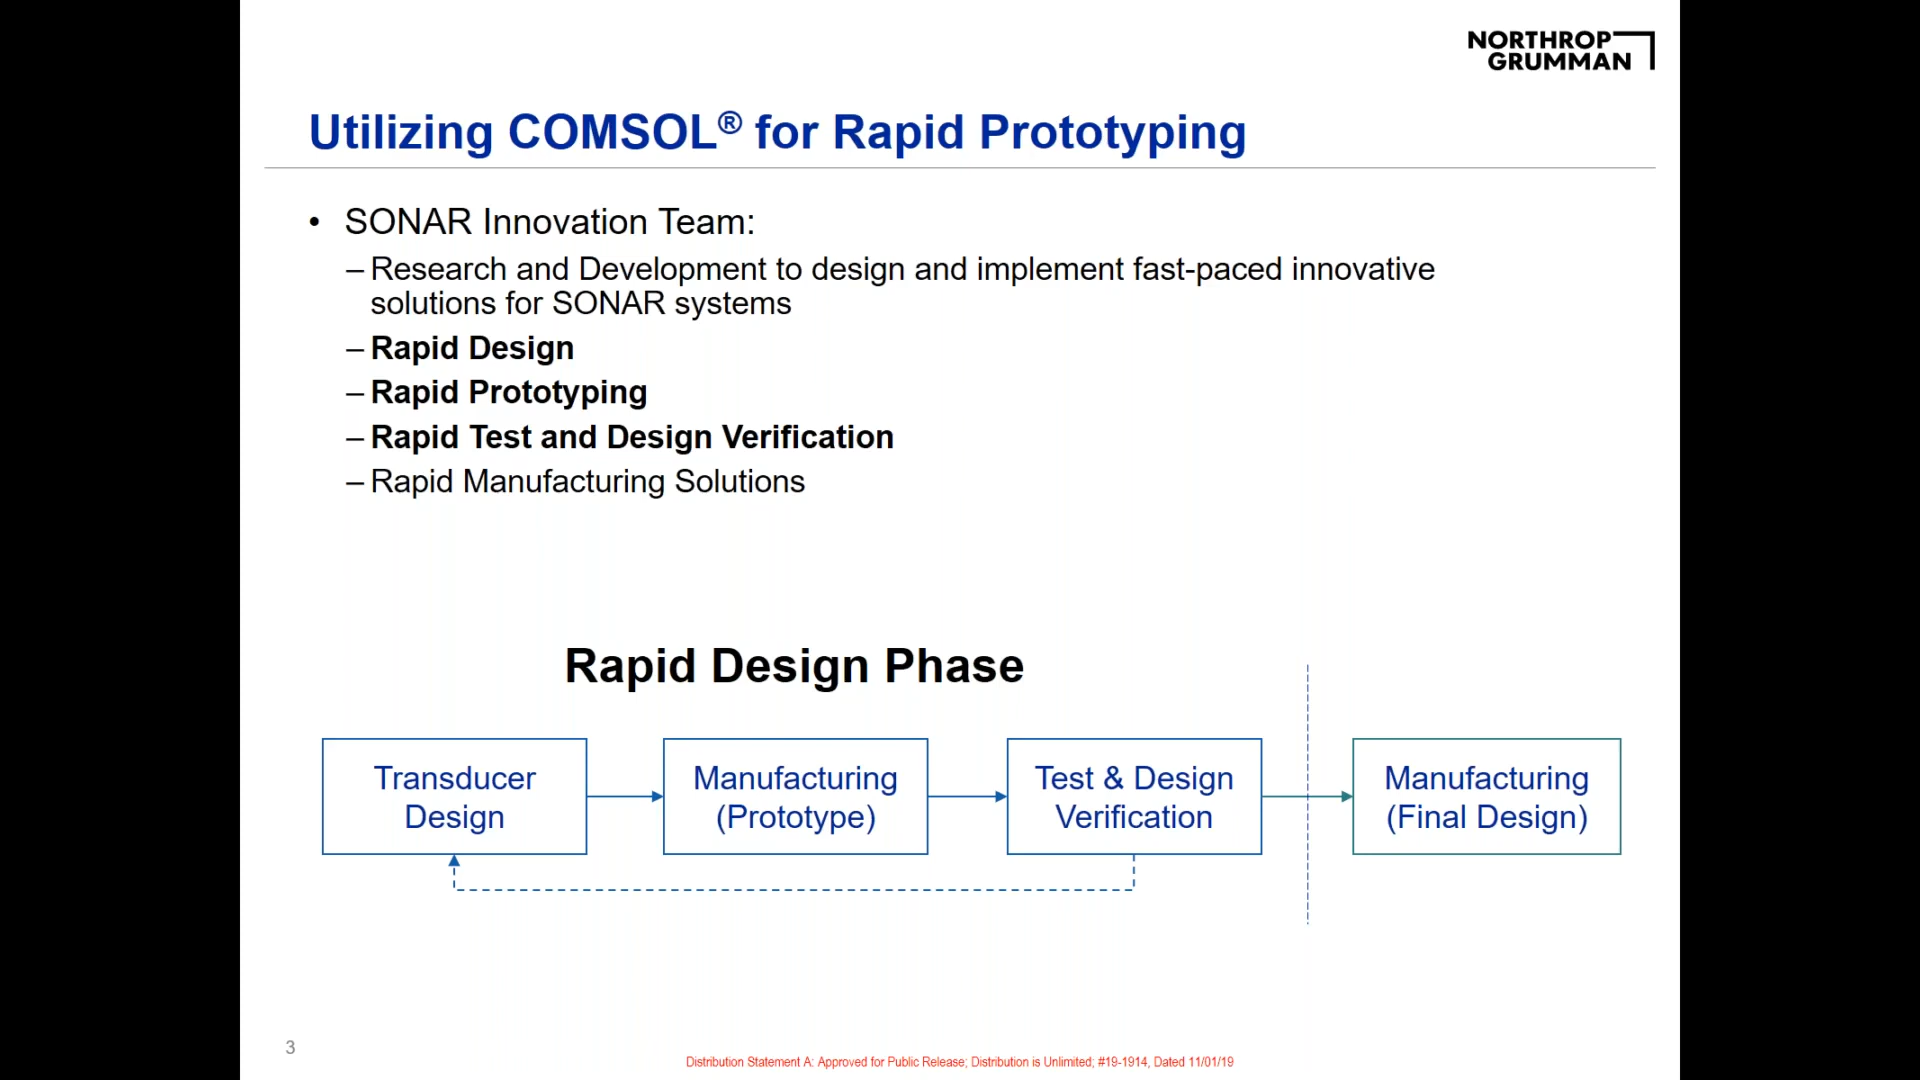 NORTHROP
GRUMMAN
Utilizing COMSOL® for Rapid Prototyping
• SONAR Innovation Team:
– Research and Development to design and implement fast-paced innovative
solutions for SONAR systems
– Rapid Design
– Rapid Prototyping
– Rapid Test and Design Verification
– Rapid Manufacturing Solutions
Rapid Design Phase
Transducer
Design
Manufacturing
(Prototype)
Test & Design
Verification
Manufacturing
(Final Design)
3
Distribution Statement A: Approved for Public Release; Distribution is Unlimited; #19-1914, Dated 11/01/19